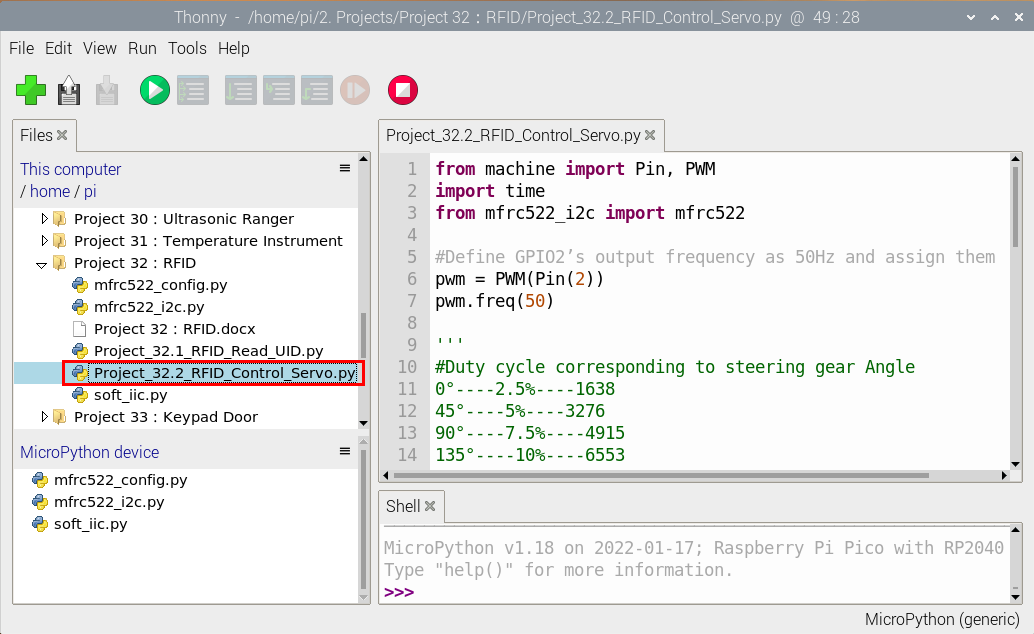 Thonny - /home/pi/2. Projects/Project 32 : RFID/Project_32.2_RFID_Control_Servo.py @ 49 : 28
File Edit View Run Tools Help
Files
This computer
/ home / pi
Project 30 : Ultrasonic Ranger
Project 31 : Temperature Instrument
Project 32 : RFID
mfrc522_config.py
mfrc522_i2c.py
Project 32 : RFID.docx
Project_32.1_RFID_Read_UID.py
Project_32.2_RFID_Control_Servo.py
soft_iic.py
Project 33 : Keypad Door
MicroPython device
mfrc522_config.py
mfrc522_i2c.py
soft_iic.py
Project_32.2_RFID_Control_Servo.py
1 from machine import Pin, PWM
2 import time
3 from mfrc522_i2c import mfrc522
4
5 #Define GPIO2’s output frequency as 50Hz and assign them
6 pwm = PWM(Pin(2))
7 pwm.freq(50)
8
9 '''
10 #Duty cycle corresponding to steering gear Angle
11 0°----2.5%----1638
12 45°----5%----3276
13 90°----7.5%----4915
14 135°----10%----6553
Shell
MicroPython v1.18 on 2022-01-17; Raspberry Pi Pico with RP2040
Type "help()" for more information.
>>>
MicroPython (generic)